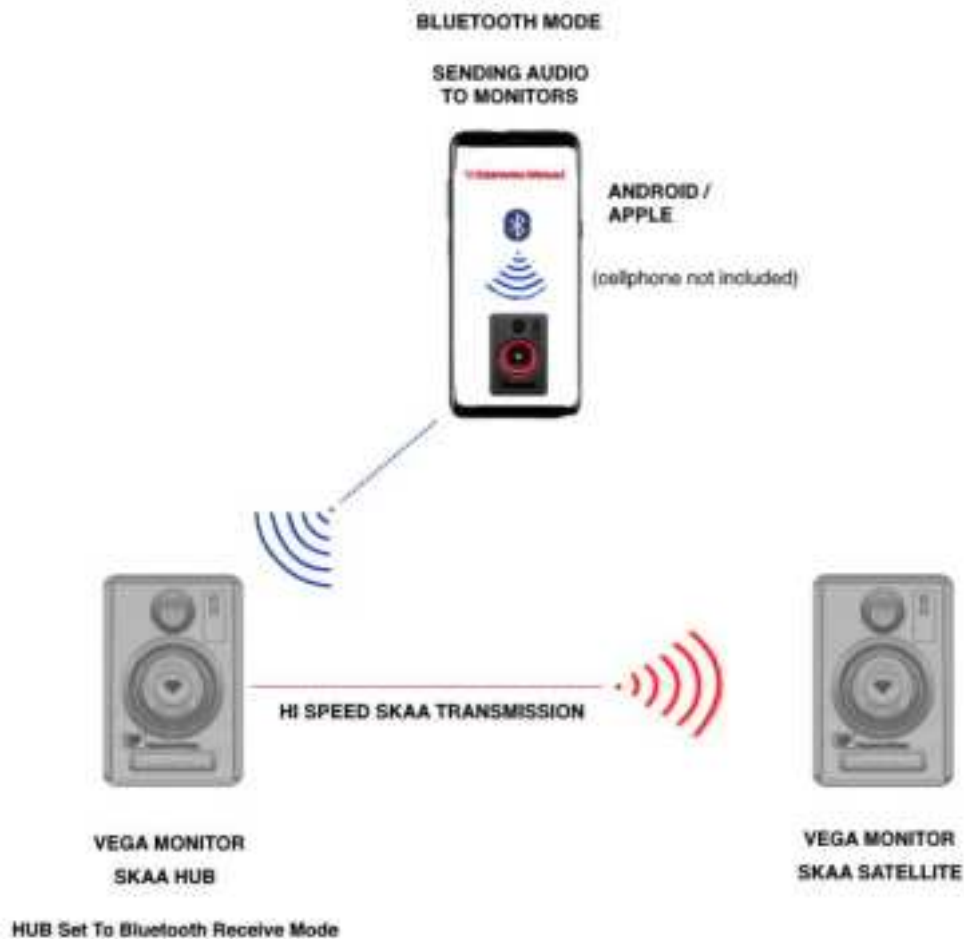 BLUETOOTH MODE
SENDING AUDIO
TO MONITORS
ANDROID /
APPLE
(cellphone not included)
HI SPEED SKAA TRANSMISSION
VEGA MONITOR
SKAA HUB
VEGA MONITOR
SKAA SATELLITE
HUB Set To Bluetooth Receive Mode